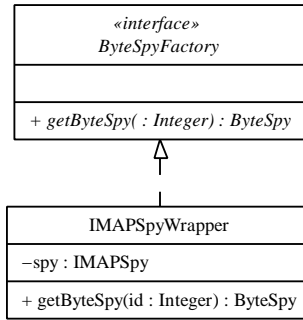 «interface»
ByteSpyFactory
+ getByteSpy( : Integer) : ByteSpy
IMAPSpyWrapper
−spy : IMAPSpy
+ getByteSpy(id : Integer) : ByteSpy